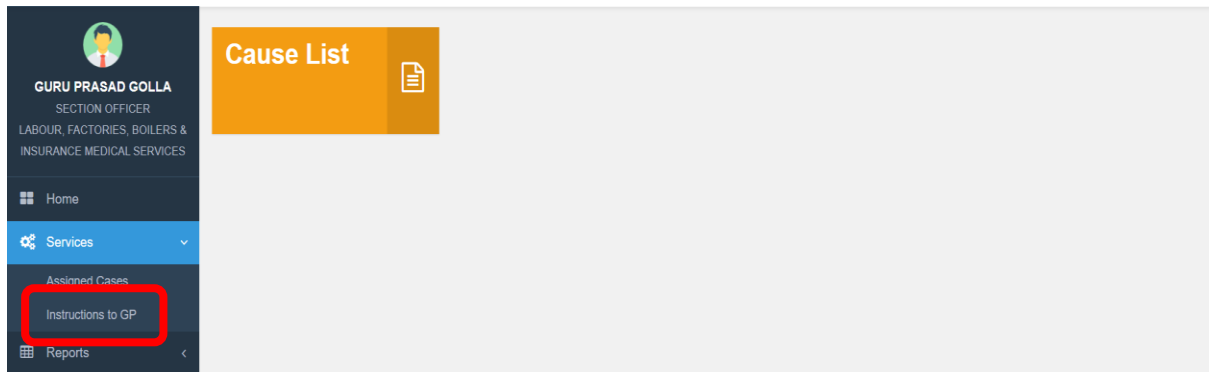 GURU PRASAD GOLLA
SECTION OFFICER
LABOUR, FACTORIES, BOILERS &
INSURANCE MEDICAL SERVICES
Home
Services
Assigned Cases
Instructions to GP
Reports
Cause List